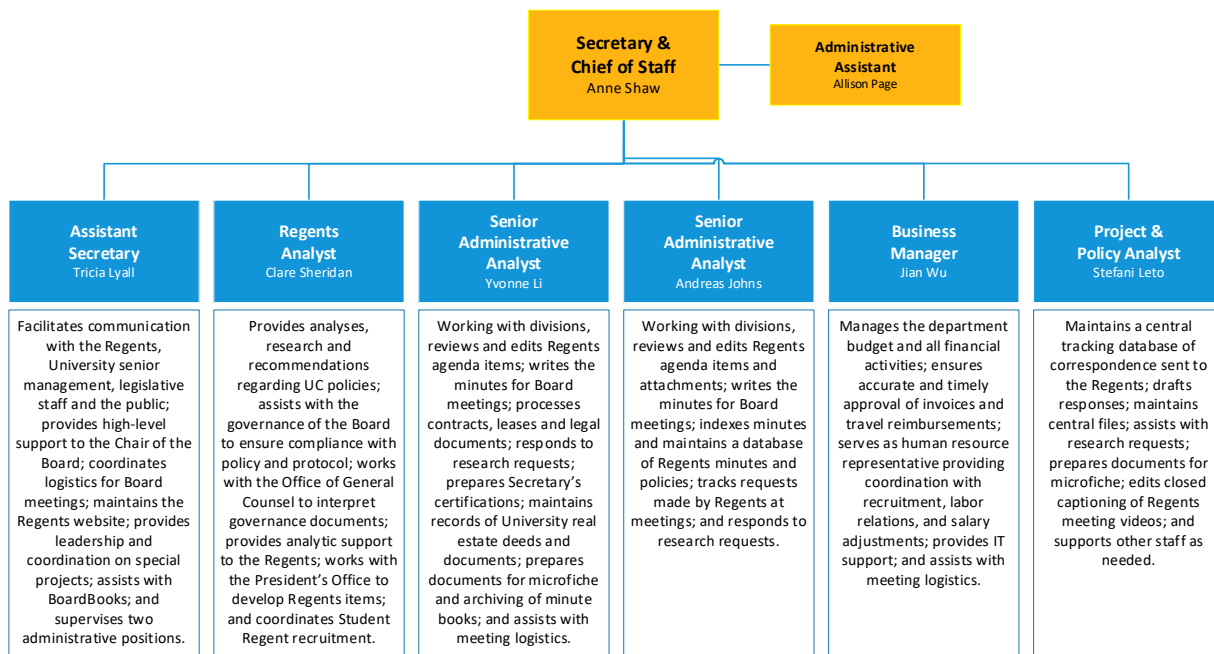 Secretary &
Chief of Staff
Anne Shaw
Administrative
Assistant
Allison Page
Assistant
Secretary
Tricia Lyall
Regents
Analyst
Clare Sheridan
Senior
Administrative
Analyst
Yvonne Li
Senior
Administrative
Analyst
Andreas Johns
Business
Manager
Jian Wu
Project &
Policy Analyst
Stefani Leto
Facilitates communication
with the Regents,
University senior
management, legislative
staff and the public;
provides high-level
support to the Chair of the
Board; coordinates
logistics for Board
meetings; maintains the
Regents website; provides
leadership and
coordination on special
projects; assists with
BoardBooks; and
supervises two
administrative positions.
Provides analyses,
research and
recommendations
regarding UC policies;
assists with the
governance of the Board
to ensure compliance with
policy and protocol; works
with the Office of General
Counsel to interpret
governance documents;
provides analytic support
to the Regents; works with
the President's Office to
develop Regents items;
and coordinates Student
Regent recruitment.
Working with divisions,
reviews and edits Regents
agenda items; writes the
minutes for Board
meetings; processes
contracts, leases and legal
documents; responds to
research requests;
prepares Secretary's
certifications; maintains
records of University real
estate deeds and
documents; prepares
documents for microfiche
and archiving of minute
books; and assists with
meeting logistics.
Working with divisions,
reviews and edits Regents
agenda items and
attachments; writes the
minutes for Board
meetings; indexes minutes
and maintains a database
of Regents minutes and
policies; tracks requests
made by Regents at
meetings; and responds to
research requests.
Manages the department
budget and all financial
activities; ensures
accurate and timely
approval of invoices and
travel reimbursements;
serves as human resource
representative providing
coordination with
recruitment, labor
relations, and salary
adjustments; provides IT
support; and assists with
meeting logistics.
Maintains a central
tracking database of
correspondence sent to
the Regents; drafts
responses; maintains
central files; assists with
research requests;
prepares documents for
microfiche; edits closed
captioning of Regents
meeting videos; and
supports other staff as
needed.